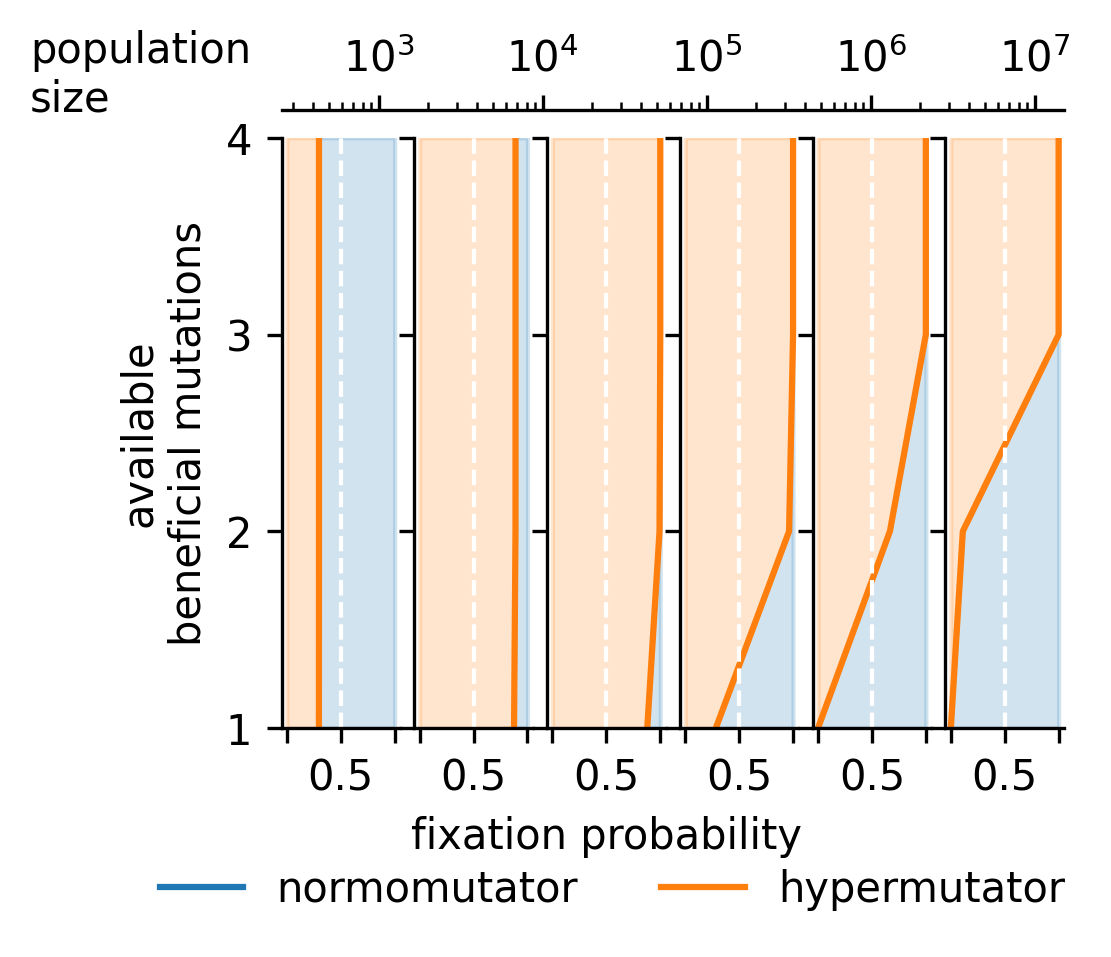 population
size
10³ 10⁴ 10⁵ 10⁶ 10⁷
4
3
2
1
available
beneficial mutations
0.5 0.5 0.5 0.5 0.5 0.5
fixation probability
normomutator hypermutator